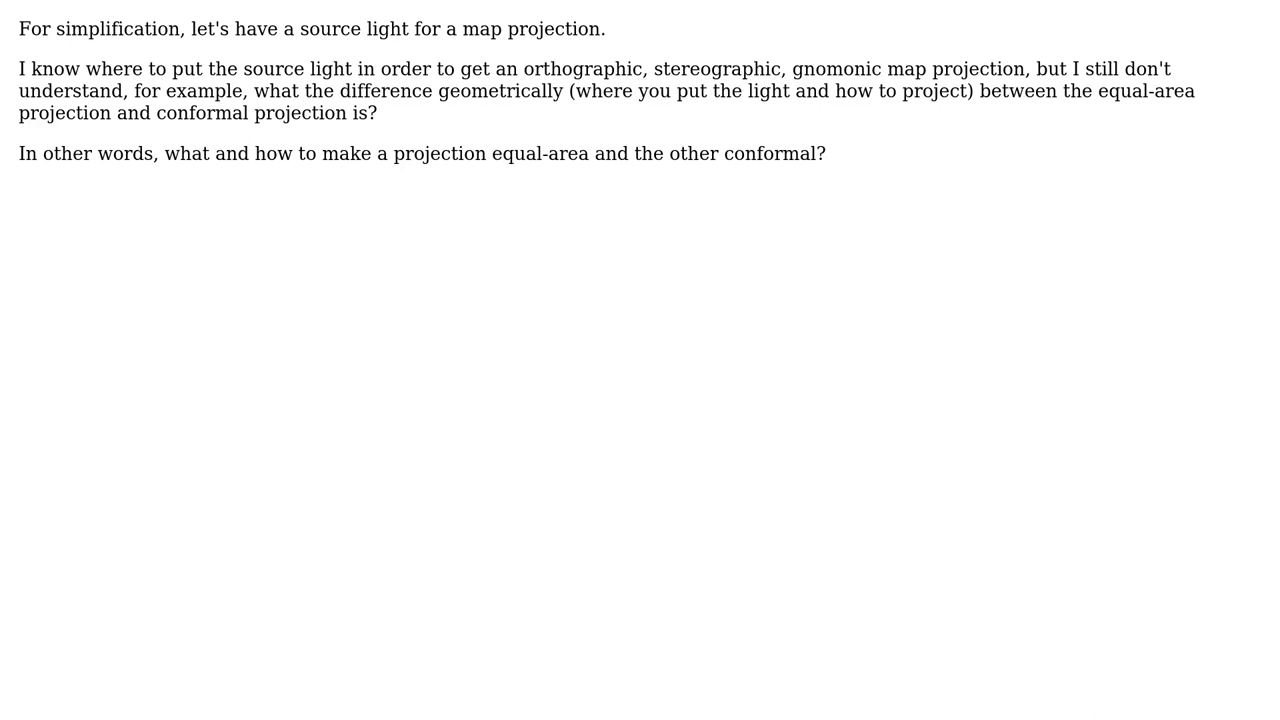 For simplification, let's have a source light for a map projection.
I know where to put the source light in order to get an orthographic, stereographic, gnomonic map projection, but I still don't
understand, for example, what the difference geometrically (where you put the light and how to project) between the equal-area
projection and conformal projection is?
In other words, what and how to make a projection equal-area and the other conformal?